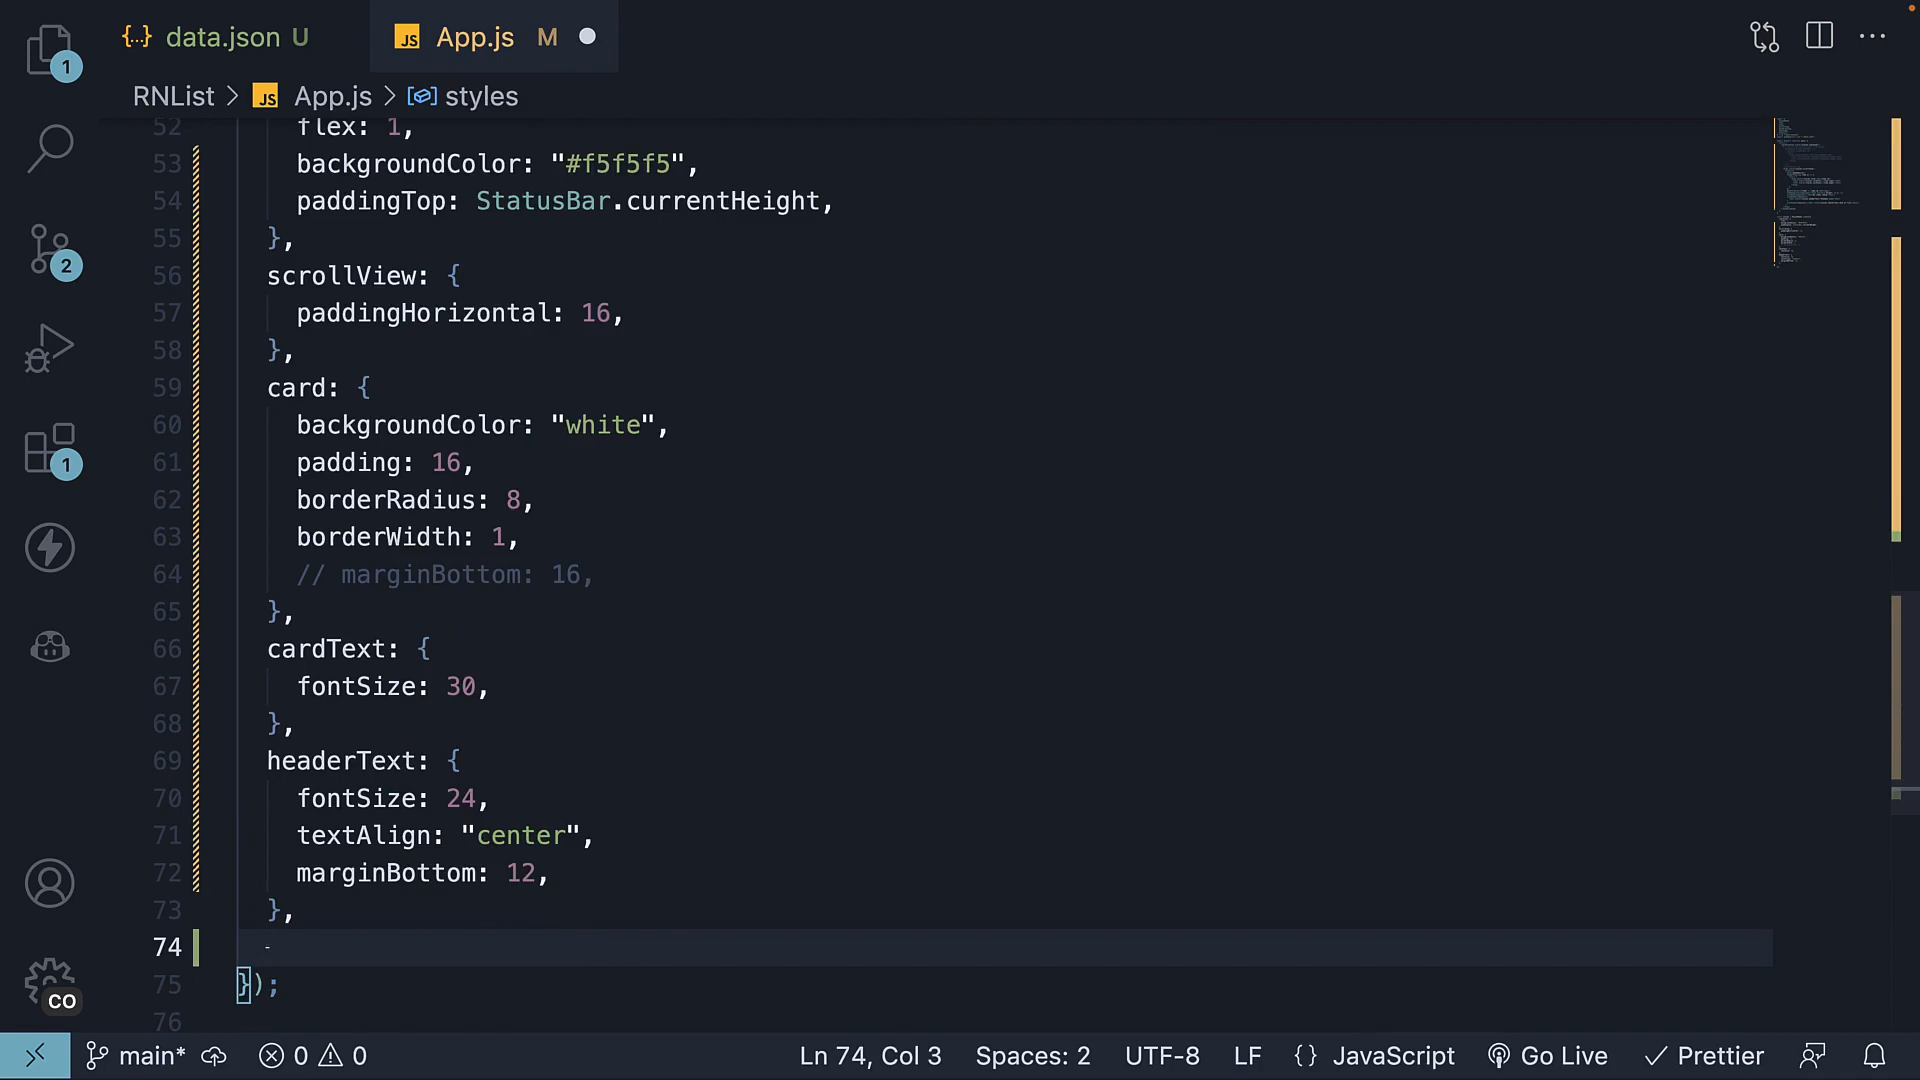 {..} data.json U
JS App.js M
RNList > JS App.js > styles
52 flex: 1,
53 backgroundColor: "#f5f5f5",
54 paddingTop: StatusBar.currentHeight,
55 },
56 scrollView: {
57 paddingHorizontal: 16,
58 },
59 card: {
60 backgroundColor: "white",
61 padding: 16,
62 borderRadius: 8,
63 borderWidth: 1,
64 // marginBottom: 16,
65 },
66 cardText: {
67 fontSize: 30,
68 },
69 headerText: {
70 fontSize: 24,
71 textAlign: "center",
72 marginBottom: 12,
73 },
74
75 });
76
1
2
1
CO
main* 0 0 Ln 74, Col 3 Spaces: 2 UTF-8 LF {} JavaScript Go Live Prettier